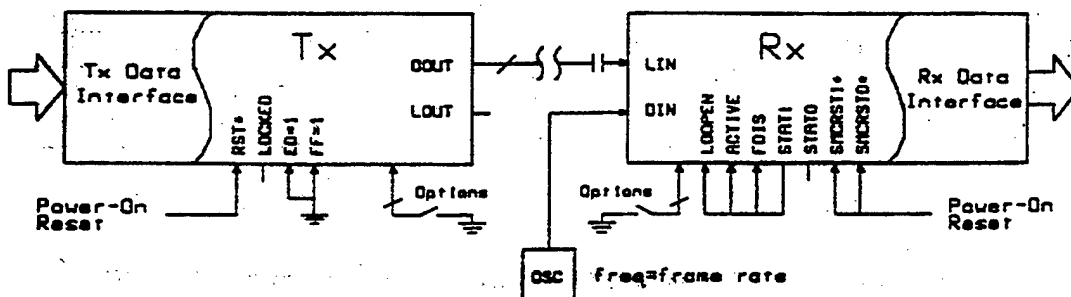 Tx
Tx Data
Interface
DOUT
LOUT
RST*
LOCKED
ED=1
FF=1
Power-On
Reset
Options
Rx
LIN
DIN
Rx Data
Interface
LOOPEN
ACTIVE
FDIS
STAT1
STAT0
SMCRST1*
SMCRST0*
Options
Power-On
Reset
OSC
freq=frame rate